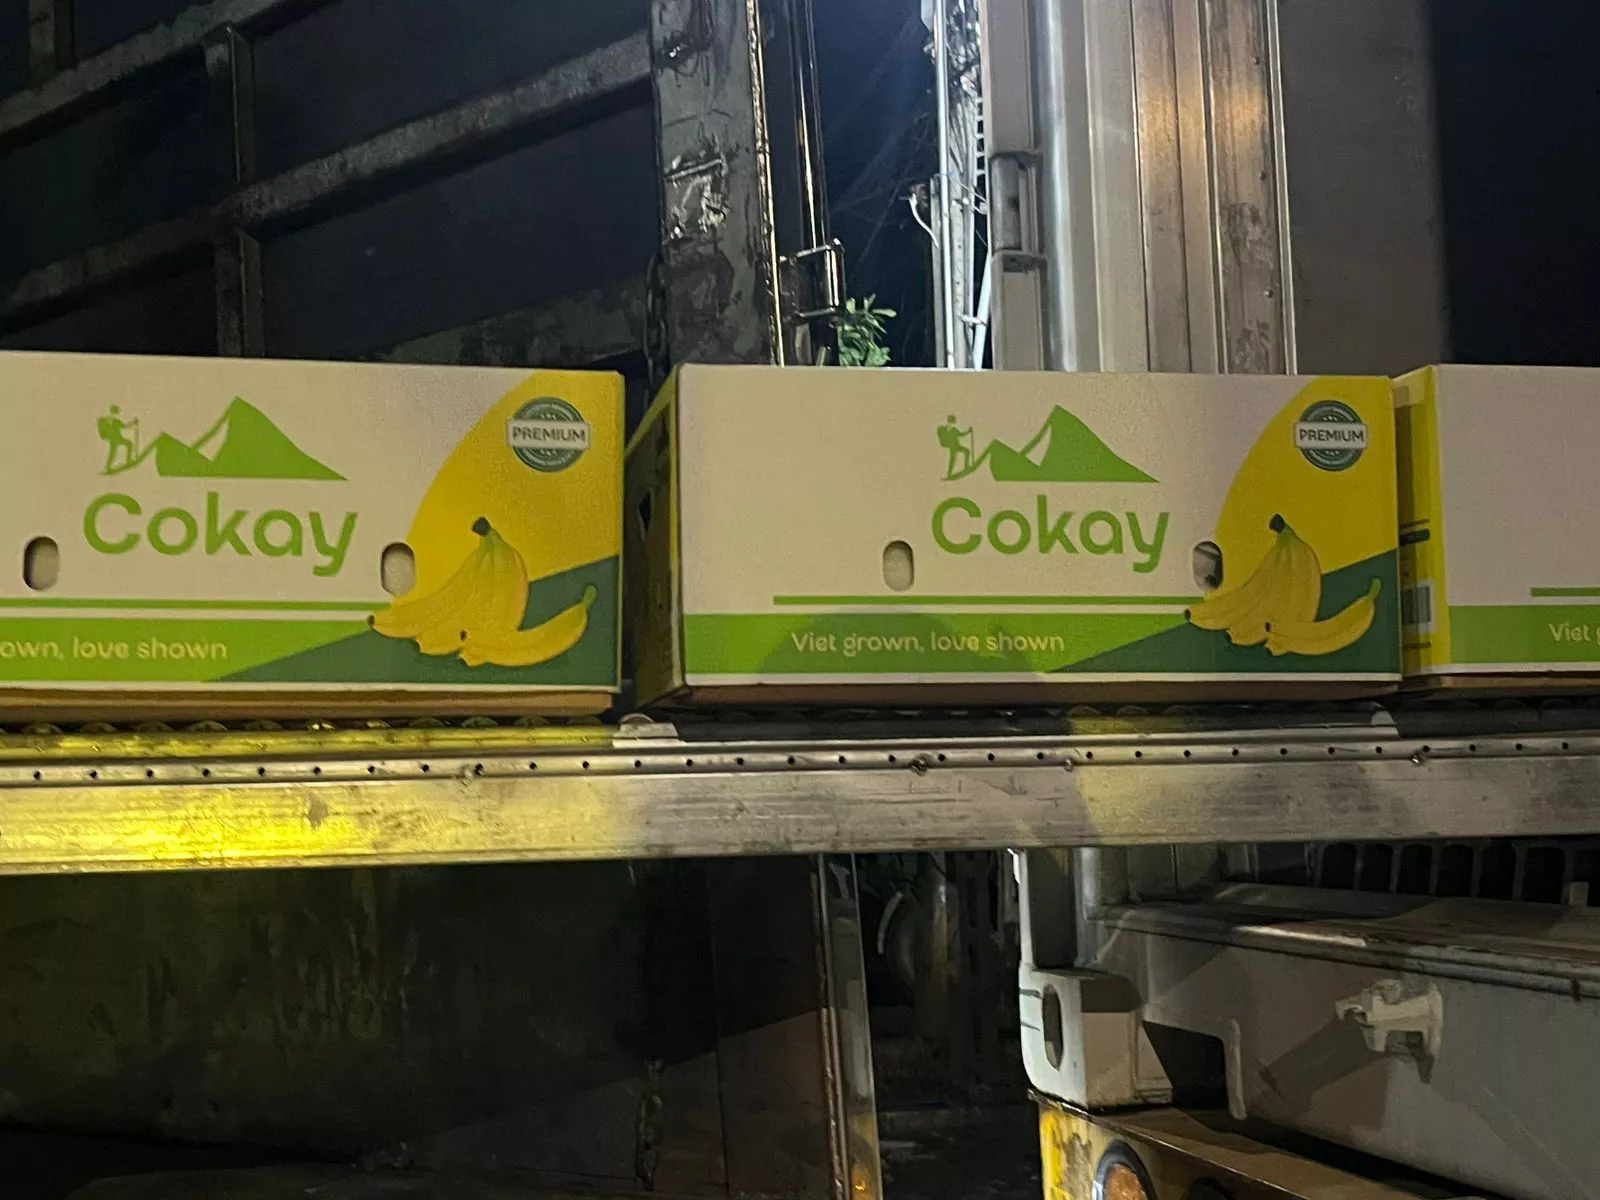 PREMIUM
Cokay
own, love shown
PREMIUM
Cokay
Viet grown, love shown
Viet